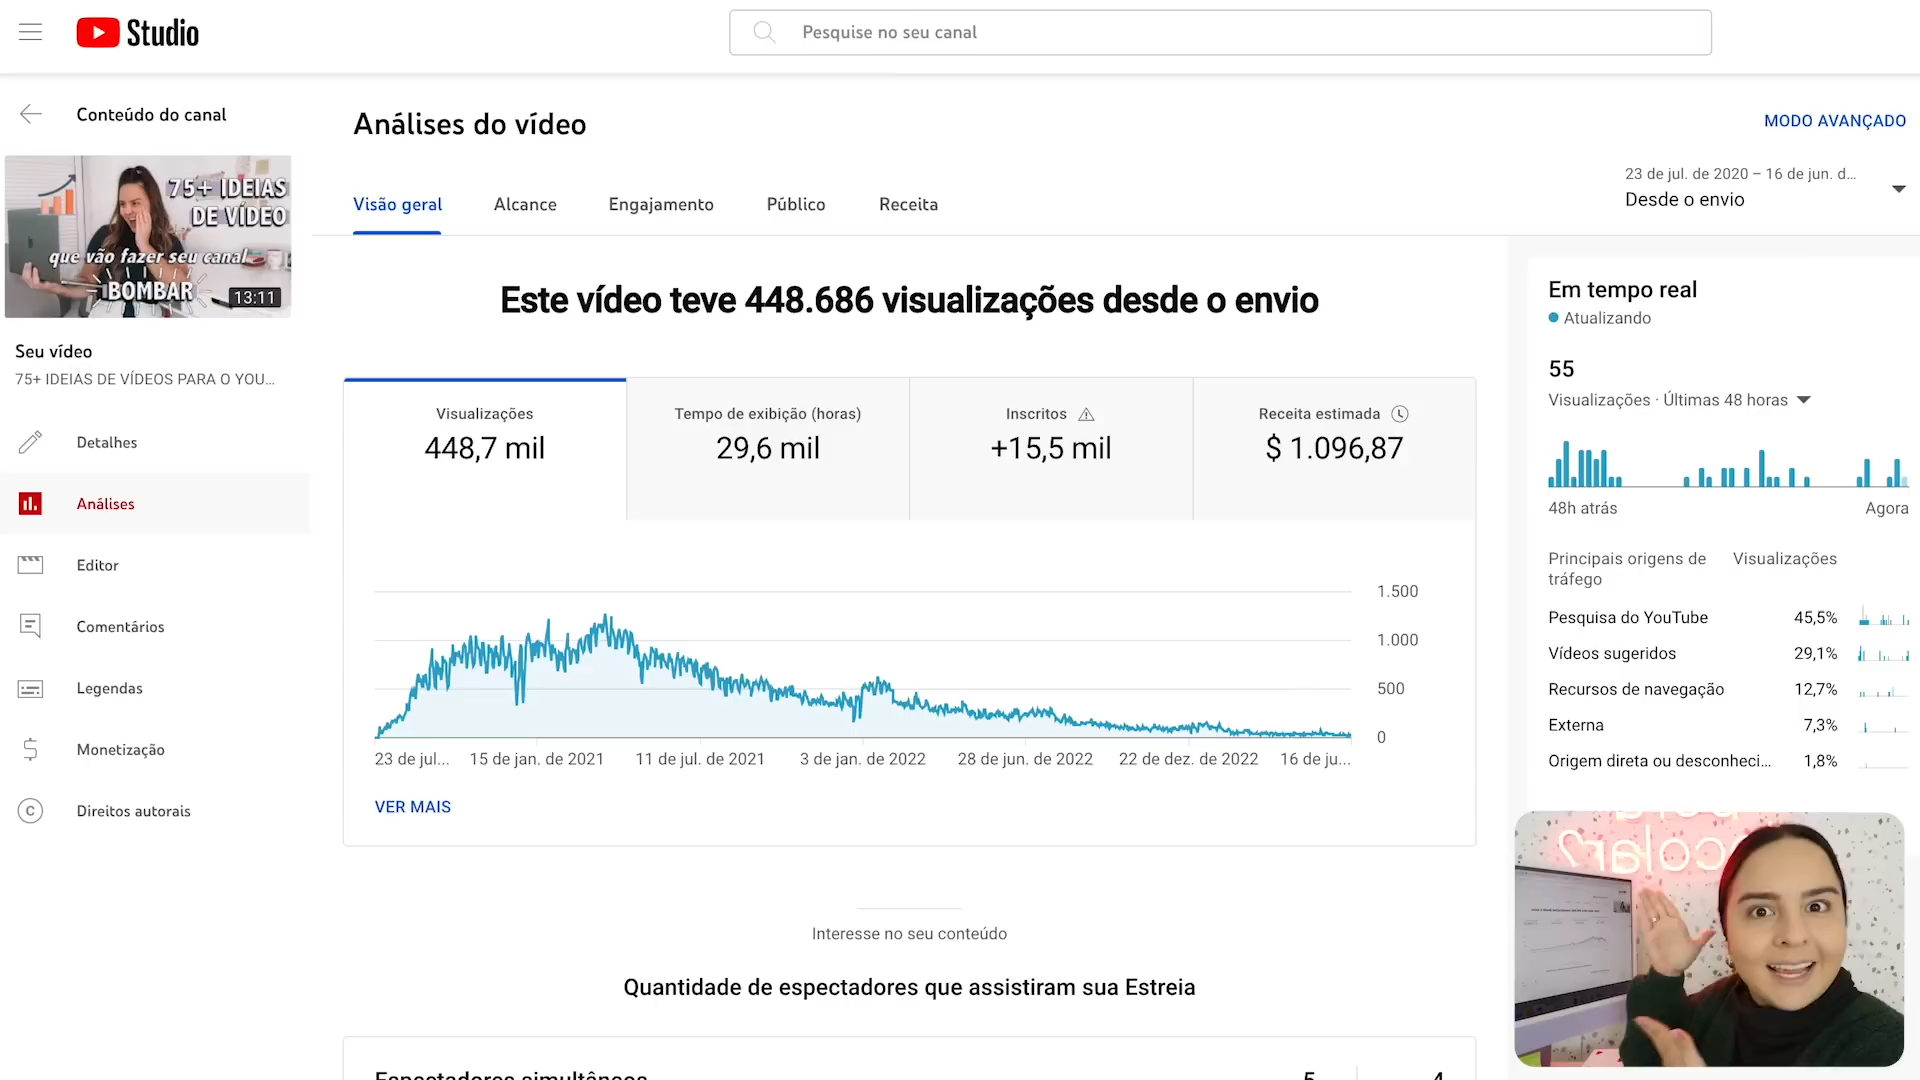 Studio
Pesquise no seu canal
Conteúdo do canal
75+ IDEIAS
DE VÍDEO
que vão fazer seu canal
BOMBAR
13:11
Seu vídeo
75+ IDEIAS DE VÍDEOS PARA O YOU...
Detalhes
Análises
Editor
Comentários
Legendas
Monetização
Direitos autorais
Análises do vídeo
MODO AVANÇADO
Visão geral
Alcance
Engajamento
Público
Receita
23 de jul. de 2020 – 16 de jun. d...
Desde o envio
Este vídeo teve 448.686 visualizações desde o envio
Visualizações
448,7 mil
Tempo de exibição (horas)
29,6 mil
Inscritos
+15,5 mil
Receita estimada
$ 1.096,87
1.500
1.000
500
0
23 de jul...
15 de jan. de 2021
11 de jul. de 2021
3 de jan. de 2022
28 de jun. de 2022
22 de dez. de 2022
16 de ju...
VER MAIS
Interesse no seu conteúdo
Quantidade de espectadores que assistiram sua Estreia
Espectadores simultâneos
5
4
Em tempo real
Atualizando
55
Visualizações · Últimas 48 horas
48h atrás
Agora
Principais origens de tráfego
Visualizações
Pesquisa do YouTube 45,5%
Vídeos sugeridos 29,1%
Recursos de navegação 12,7%
Externa 7,3%
Origem direta ou desconheci... 1,8%